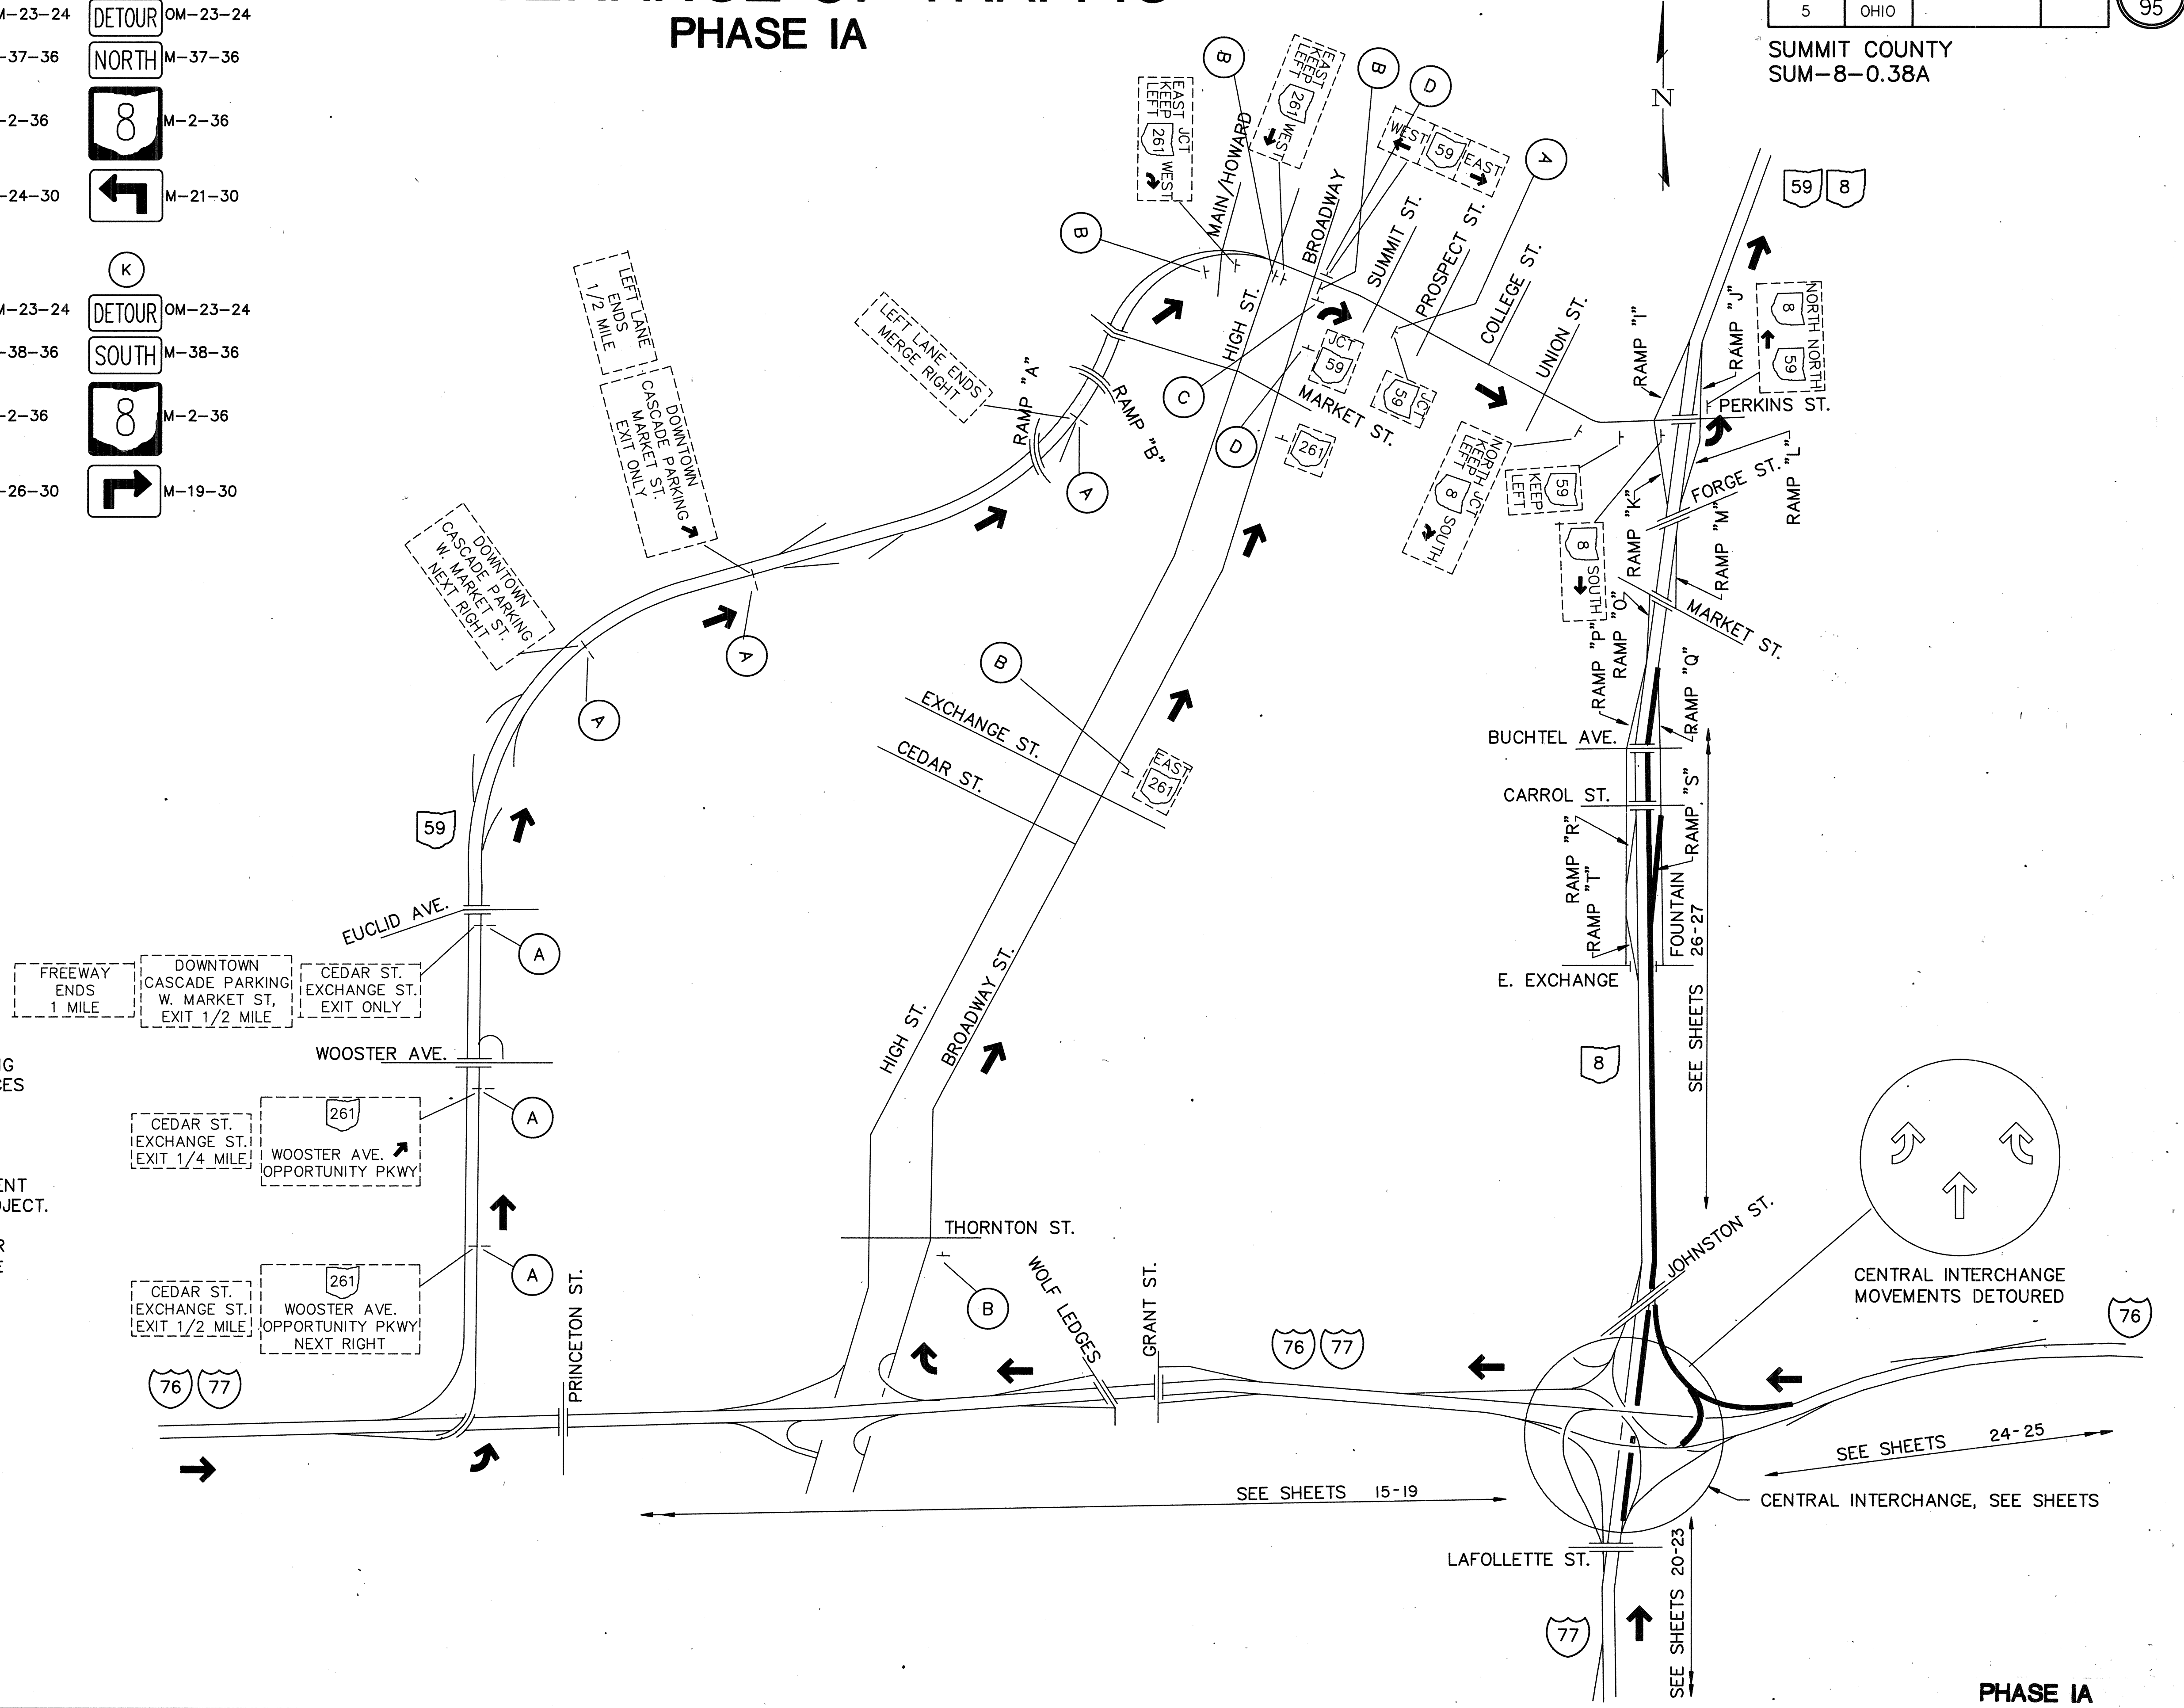 PHASE IA
5 OHIO
95
SUMMIT COUNTY
SUM-8-0.38A
M-23-24 DETOUR OM-23-24
-37-36 NORTH M-37-36
-2-36 8 M-2-36
-24-30 M-21-30
K
M-23-24 DETOUR OM-23-24
-38-36 SOUTH M-38-36
-2-36 8 M-2-36
-26-30 M-19-30
N
59 8
B
EAST JCT
KEEP 261 WEST
LEFT
EAST
KEEP 261 WEST
LEFT
B
D
WEST 59 EAST
A
MAIN/HOWARD
BROADWAY
SUMMIT ST.
PROSPECT ST.
COLLEGE ST.
UNION ST.
HIGH ST.
B
LEFT LANE
ENDS
1/2 MILE
DOWNTOWN
CASCADE PARKING
MARKET ST.
EXIT ONLY
LEFT LANE ENDS
MERGE RIGHT
RAMP "A"
RAMP "B"
A
C
D
JCT
59
JCT
59
MARKET ST.
261
NORTH JCT
KEEP 8 SOUTH
LEFT
59
KEEP
LEFT
8 SOUTH
RAMP "I"
RAMP "J"
NORTH NORTH
8 59
PERKINS ST.
RAMP "K"
FORGE ST.
RAMP "L"
RAMP "M"
RAMP "O"
RAMP "P"
MARKET ST.
RAMP "Q"
BUCHTEL AVE.
CARROL ST.
RAMP "R"
RAMP "S"
RAMP "T"
FOUNTAIN
E. EXCHANGE
SEE SHEETS 26-27
8
DOWNTOWN
CASCADE PARKING
W. MARKET ST.
NEXT RIGHT
A
A
B
EXCHANGE ST.
CEDAR ST.
EAST
261
59
EUCLID AVE.
A
FREEWAY
ENDS
1 MILE
DOWNTOWN
CASCADE PARKING
W. MARKET ST,
EXIT 1/2 MILE
CEDAR ST.
EXCHANGE ST.
EXIT ONLY
WOOSTER AVE.
A
CEDAR ST.
EXCHANGE ST.
EXIT 1/4 MILE
261
WOOSTER AVE.
OPPORTUNITY PKWY
A
CEDAR ST.
EXCHANGE ST.
EXIT 1/2 MILE
261
WOOSTER AVE.
OPPORTUNITY PKWY
NEXT RIGHT
HIGH ST.
BROADWAY ST.
THORNTON ST.
B
WOLF LEDGES
GRANT ST.
PRINCETON ST.
76 77
76 77
JOHNSTON ST.
CENTRAL INTERCHANGE
MOVEMENTS DETOURED
76
SEE SHEETS 24-25
SEE SHEETS 15-19
CENTRAL INTERCHANGE, SEE SHEETS
LAFOLLETTE ST.
SEE SHEETS 20-23
77
PHASE IA